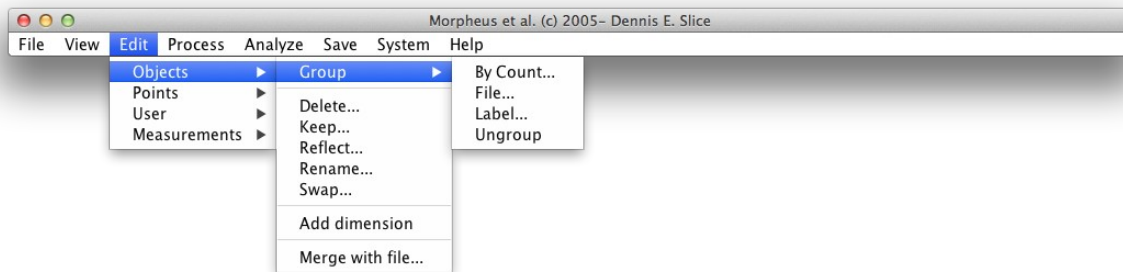 Morpheus et al. (c) 2005– Dennis E. Slice
File View Edit Process Analyze Save System Help
Objects
Points
User
Measurements
Group
Delete...
Keep...
Reflect...
Rename...
Swap...
Add dimension
Merge with file...
By Count...
File...
Label...
Ungroup